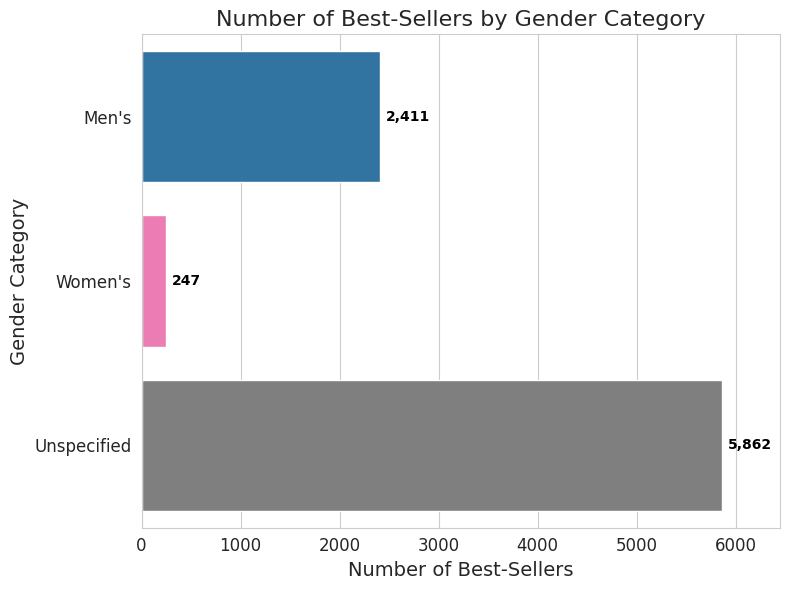 Number of Best-Sellers by Gender Category
Men's
2,411
Women's
247
Unspecified
5,862
Gender Category
0 1000 2000 3000 4000 5000 6000
Number of Best-Sellers